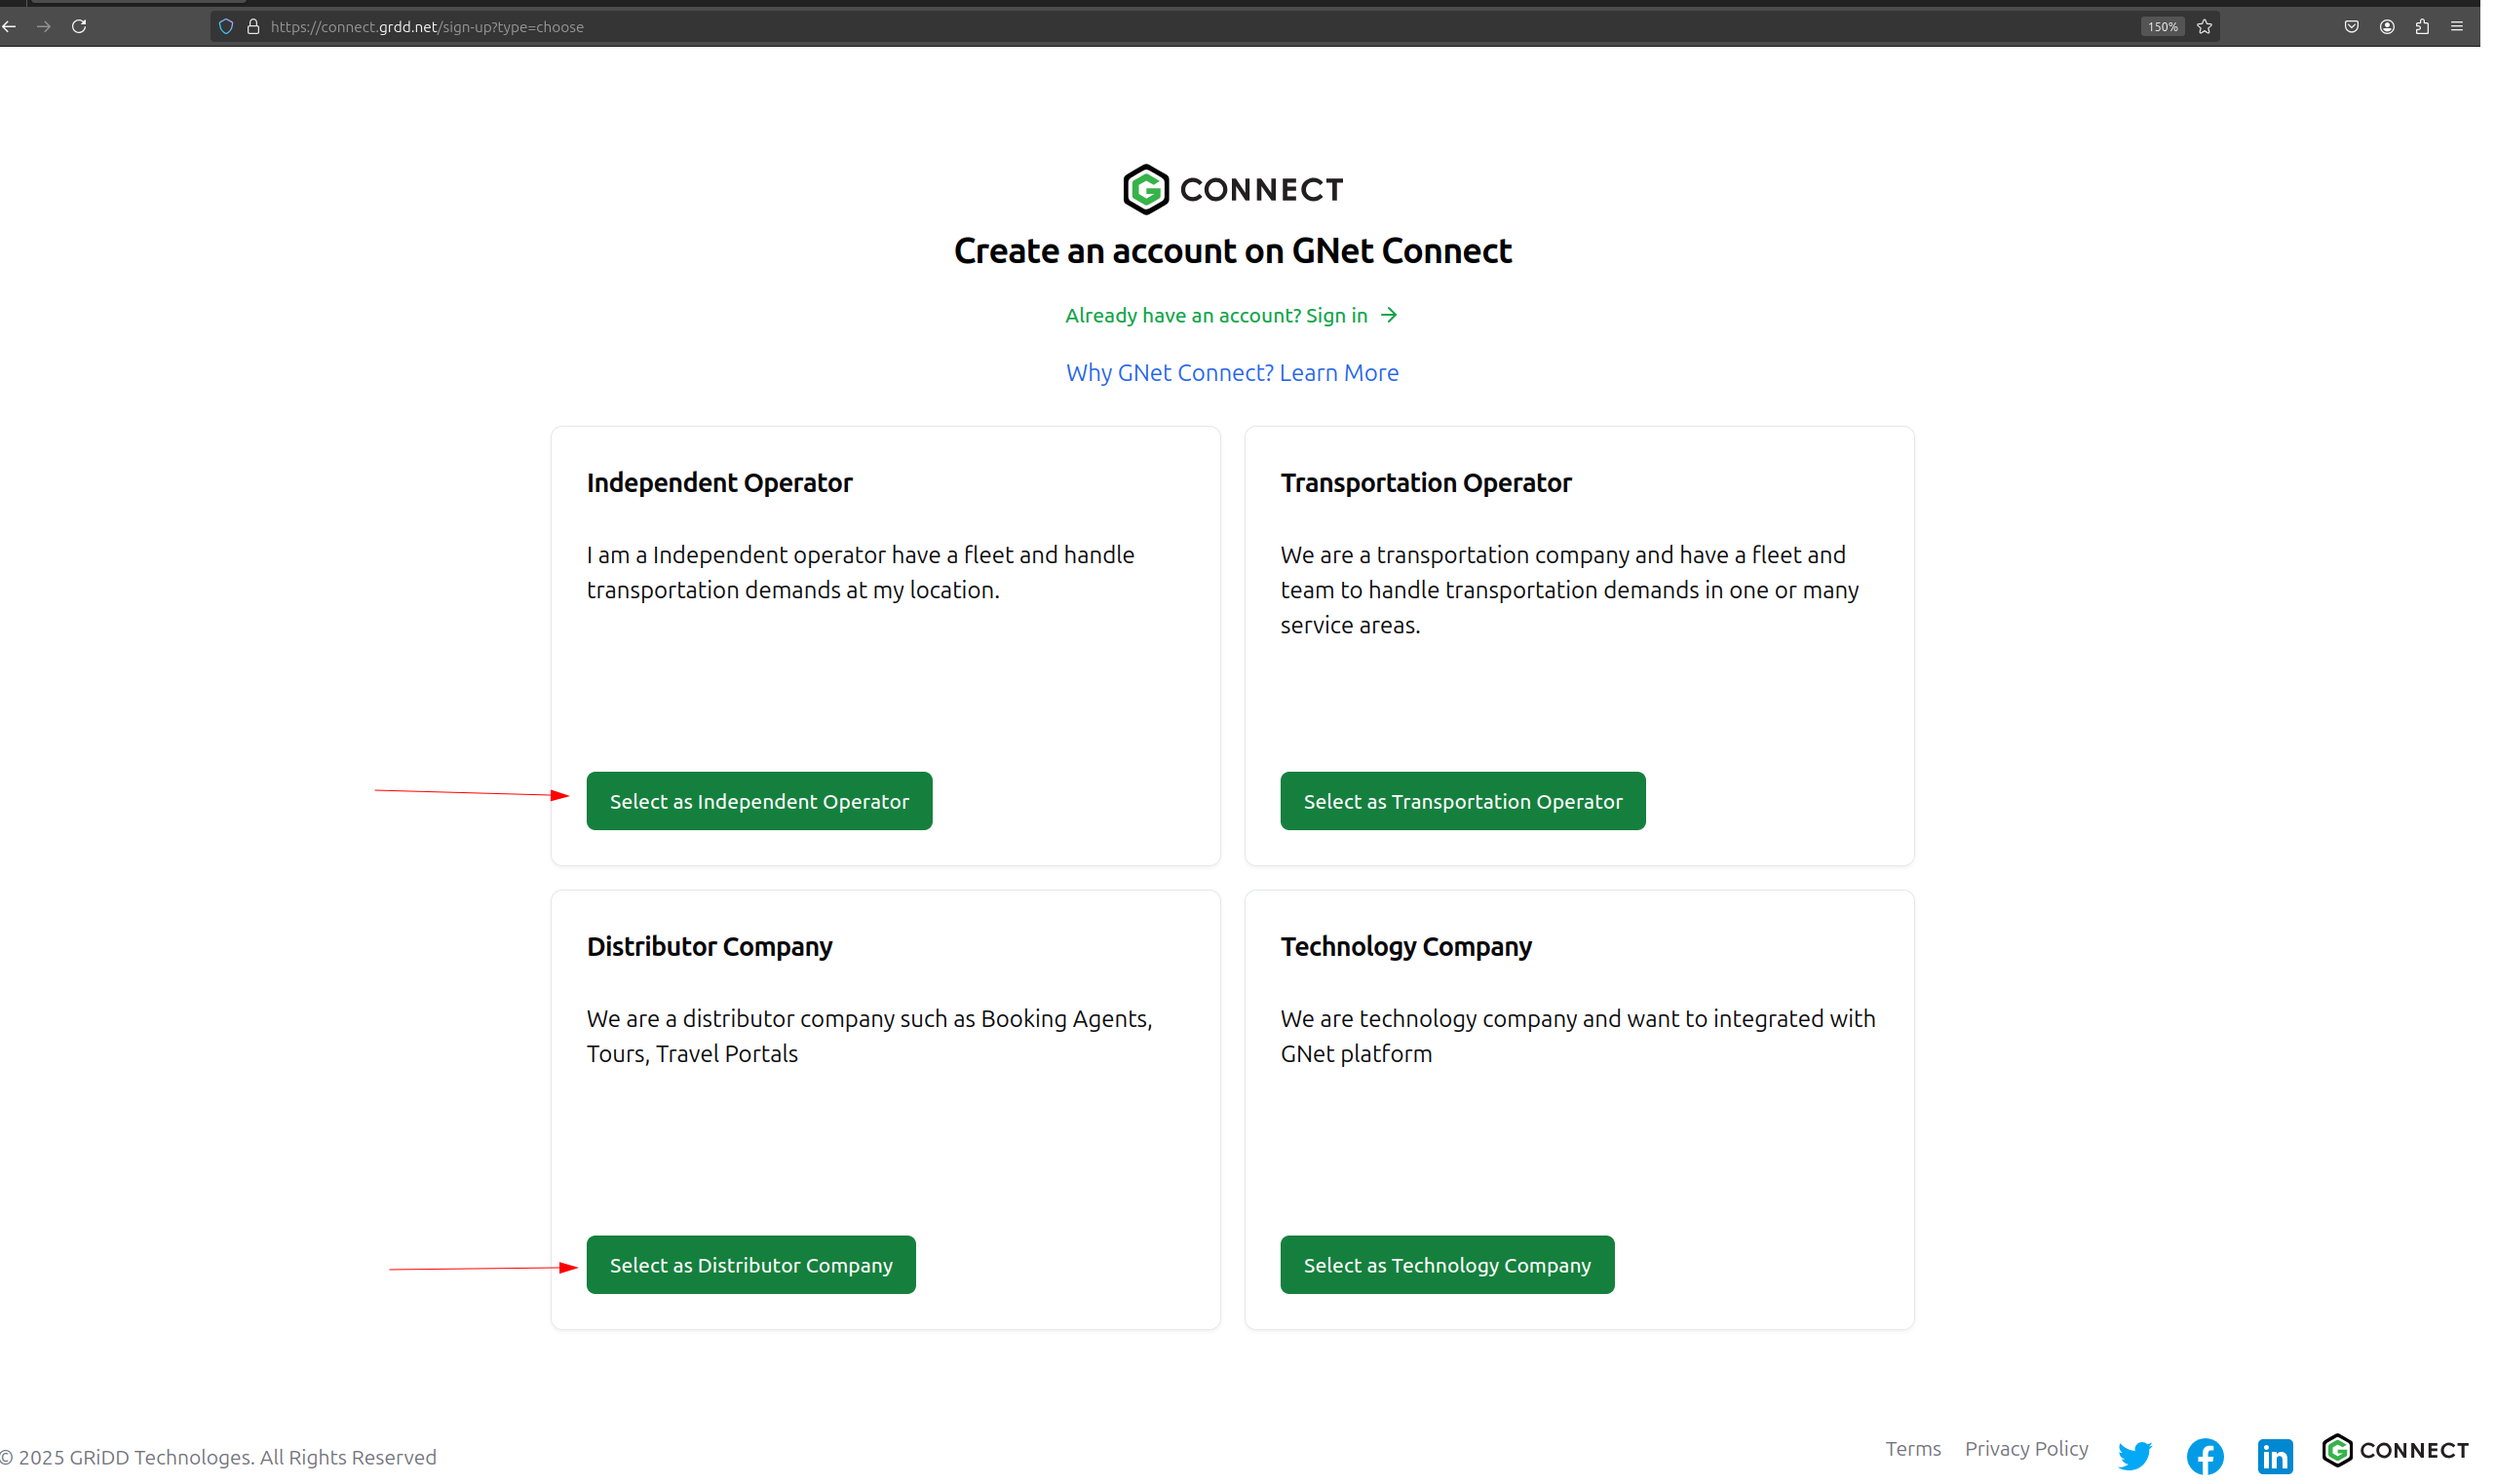 https://connect.grdd.net/sign-up?type=choose
150%
G CONNECT
Create an account on GNet Connect
Already have an account? Sign in →
Why GNet Connect? Learn More
Independent Operator
I am a Independent operator have a fleet and handle
transportation demands at my location.
Select as Independent Operator
Transportation Operator
We are a transportation company and have a fleet and
team to handle transportation demands in one or many
service areas.
Select as Transportation Operator
Distributor Company
We are a distributor company such as Booking Agents,
Tours, Travel Portals
Select as Distributor Company
Technology Company
We are technology company and want to integrated with
GNet platform
Select as Technology Company
© 2025 GRiDD Technologes. All Rights Reserved
Terms
Privacy Policy
G CONNECT